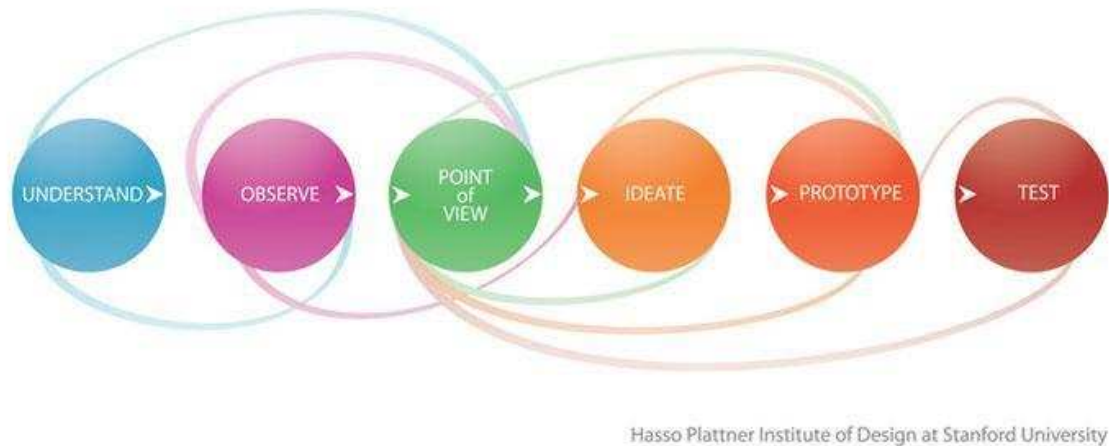 UNDERSTAND
OBSERVE
POINT
of
VIEW
IDEATE
PROTOTYPE
TEST
Hasso Plattner Institute of Design at Stanford University